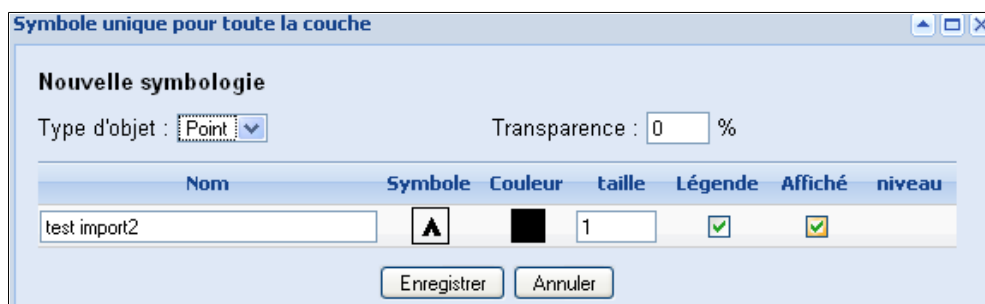 Symbole unique pour toute la couche
Nouvelle symbologie
Type d'objet : Point Transparence : 0 %
Nom Symbole Couleur taille Légende Affiché niveau
test import2 1
Enregistrer Annuler